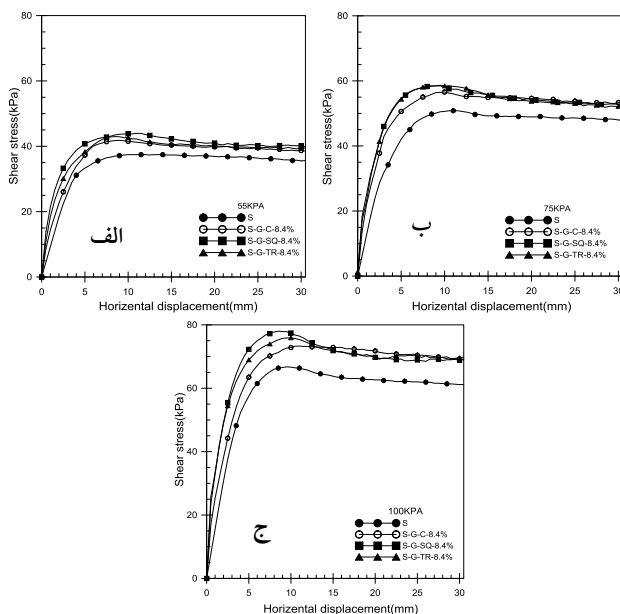 80
60
40
20
0
Shear stress(kPa)
0 5 10 15 20 25 30
Horizental displacement(mm)
55KPA
S
S-G-C-8.4%
S-G-SQ-8.4%
S-G-TR-8.4%
الف
80
60
40
20
0
Shear stress(kPa)
0 5 10 15 20 25 30
Horizental displacement(mm)
75KPA
S
S-G-C-8.4%
S-G-SQ-8.4%
S-G-TR-8.4%
ب
80
60
40
20
0
Shear stress(kPa)
0 5 10 15 20 25 30
Horizental displacement(mm)
100KPA
S
S-G-C-8.4%
S-G-SQ-8.4%
S-G-TR-8.4%
ج